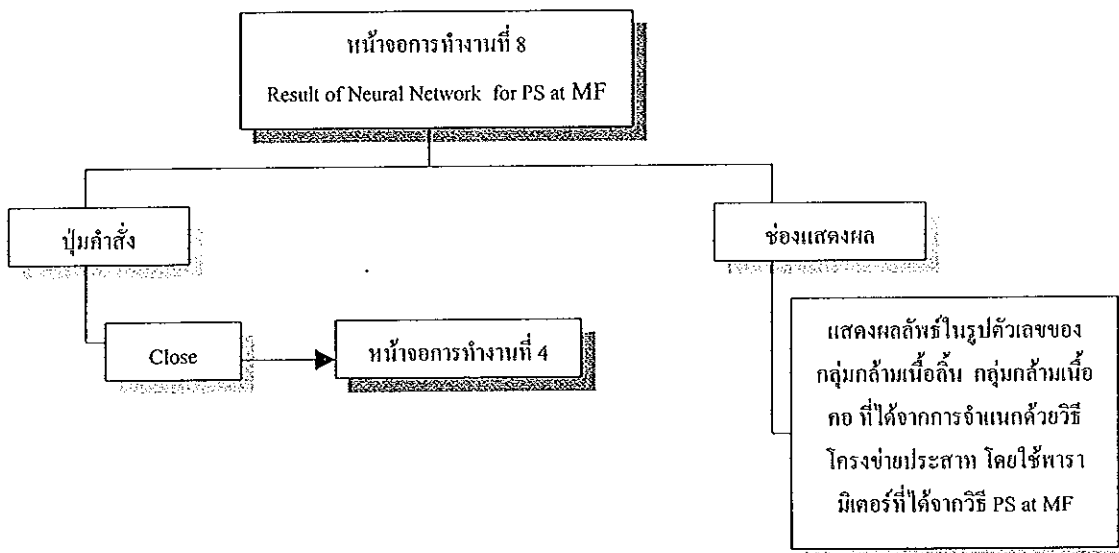 หน้าจอการทำงานที่ 8
Result of Neural Network for PS at MF
ปุ่มคำสั่ง
ช่องแสดงผล
Close
หน้าจอการทำงานที่ 4
แสดงผลลัพธ์ในรูปตัวเลขของ
กลุ่มกล้ามเนื้อลิ้น กลุ่มกล้ามเนื้อ
คอ ที่ได้จากการจำแนกด้วยวิธี
โครงข่ายประสาท โดยใช้พารา
มิเตอร์ที่ได้จากวิธี PS at MF